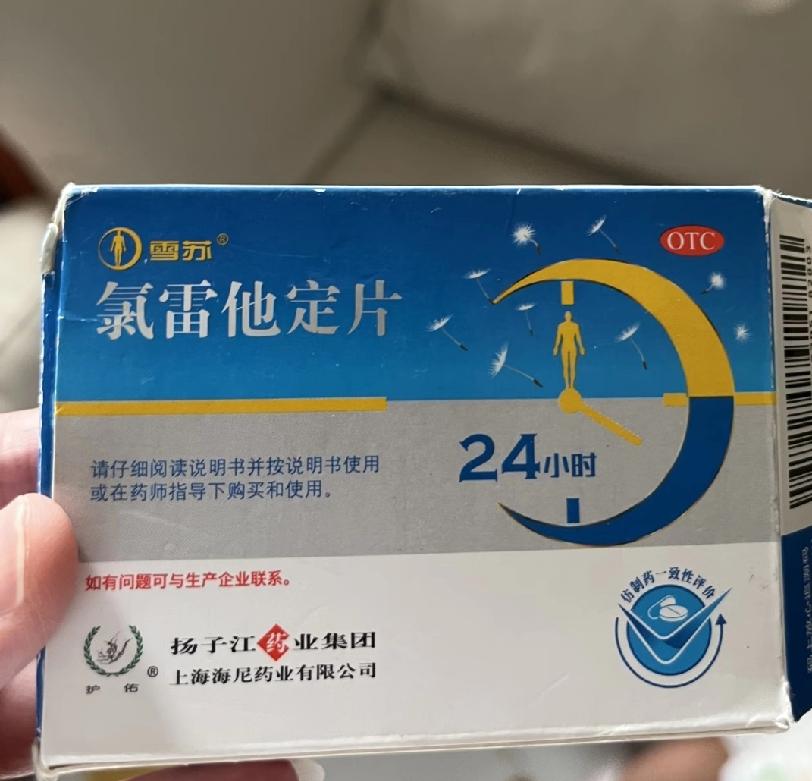 雪苏®
OTC
氯雷他定片
24小时
请仔细阅读说明书并按说明书使用
或在药师指导下购买和使用。
如有问题可与生产企业联系。
仿制药一致性评价
护佑®
扬子江药业集团
上海海尼药业有限公司